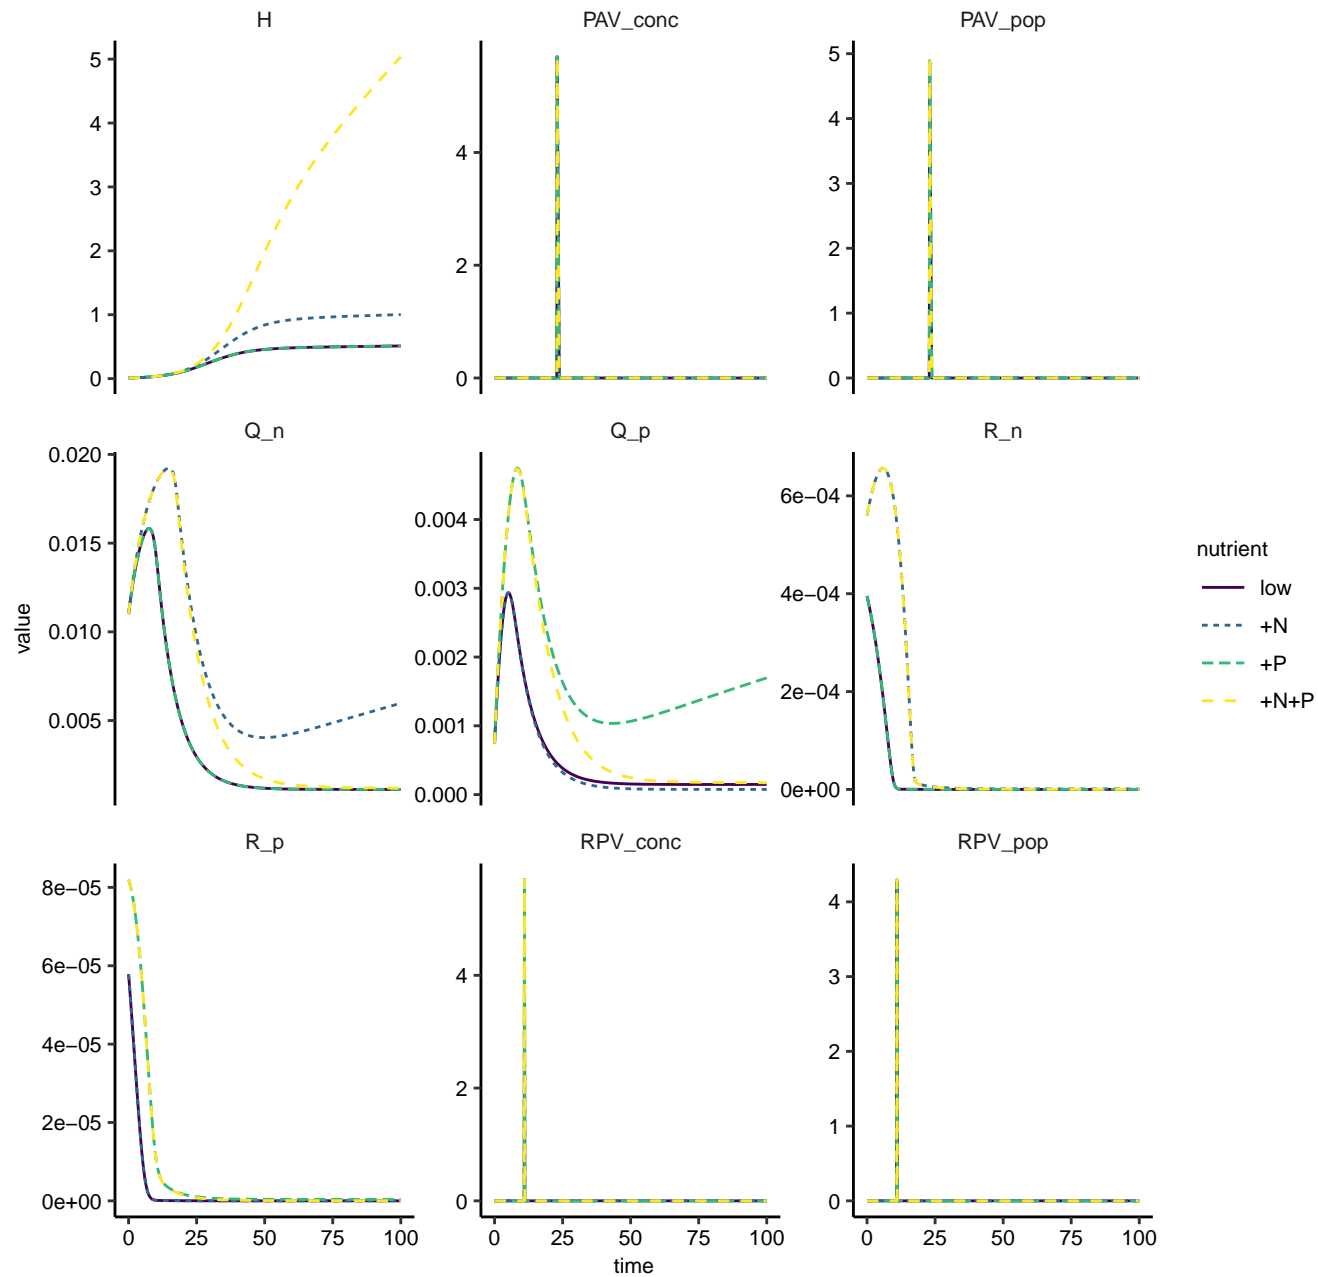 H
PAV_conc
PAV_pop
5
4
3
2
1
0
4
2
0
5
4
3
2
1
0
Q_n
Q_p
R_n
0.020
0.015
0.010
0.005
0.004
0.003
0.002
0.001
0.000
6e−04
4e−04
2e−04
0e+00
R_p
RPV_conc
RPV_pop
8e−05
6e−05
4e−05
2e−05
0e+00
4
2
0
4
3
2
1
0
0 25 50 75 100
0 25 50 75 100
0 25 50 75 100
time
value
nutrient
low
+N
+P
+N+P